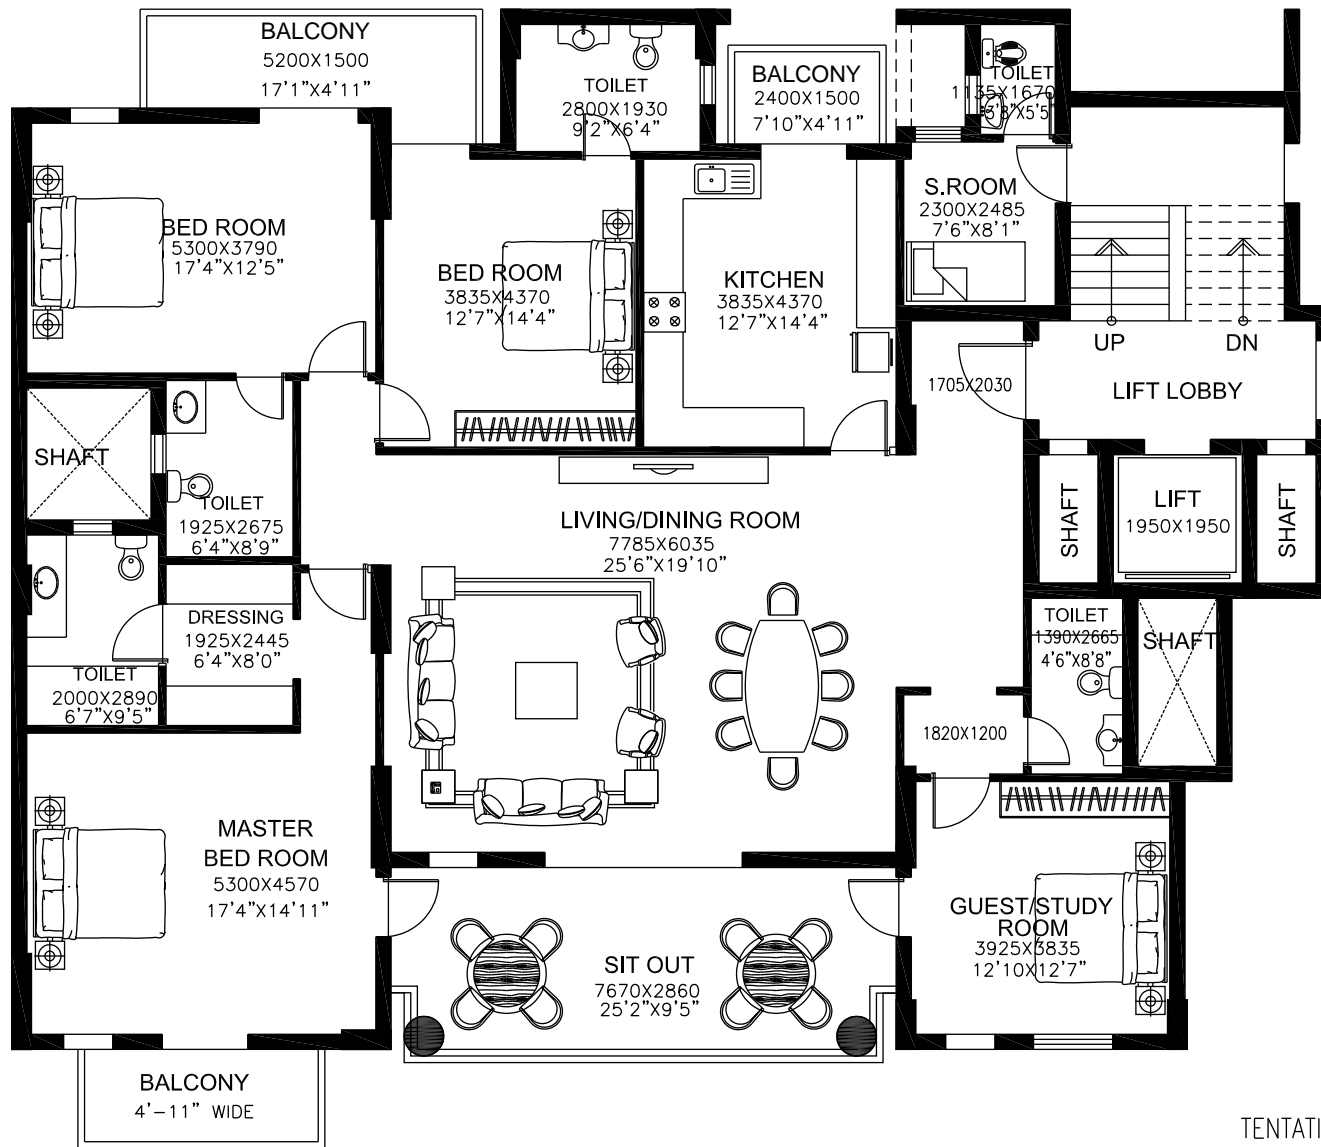 BALCONY
5200X1500
17'1"X4'11"
TOILET
2800X1930
9'2"X6'4"
BALCONY
2400X1500
7'10"X4'11"
TOILET
1135X1670
3'8"X5'5"
S.ROOM
2300X2485
7'6"X8'1"
BED ROOM
5300X3790
17'4"X12'5"
BED ROOM
3835X4370
12'7"X14'4"
KITCHEN
3835X4370
12'7"X14'4"
UP
DN
1705X2030
LIFT LOBBY
SHAFT
TOILET
1925X2675
6'4"X8'9"
LIVING/DINING ROOM
7785X6035
25'6"X19'10"
SHAFT
LIFT
1950X1950
SHAFT
DRESSING
1925X2445
6'4"X8'0"
TOILET
2000X2890
6'7"X9'5"
TOILET
1390X2665
4'6"X8'8"
SHAFT
1820X1200
MASTER
BED ROOM
5300X4570
17'4"X14'11"
GUEST/STUDY
ROOM
3925X3835
12'10X12'7"
SIT OUT
7670X2860
25'2"X9'5"
BALCONY
4'-11" WIDE
TENTATI